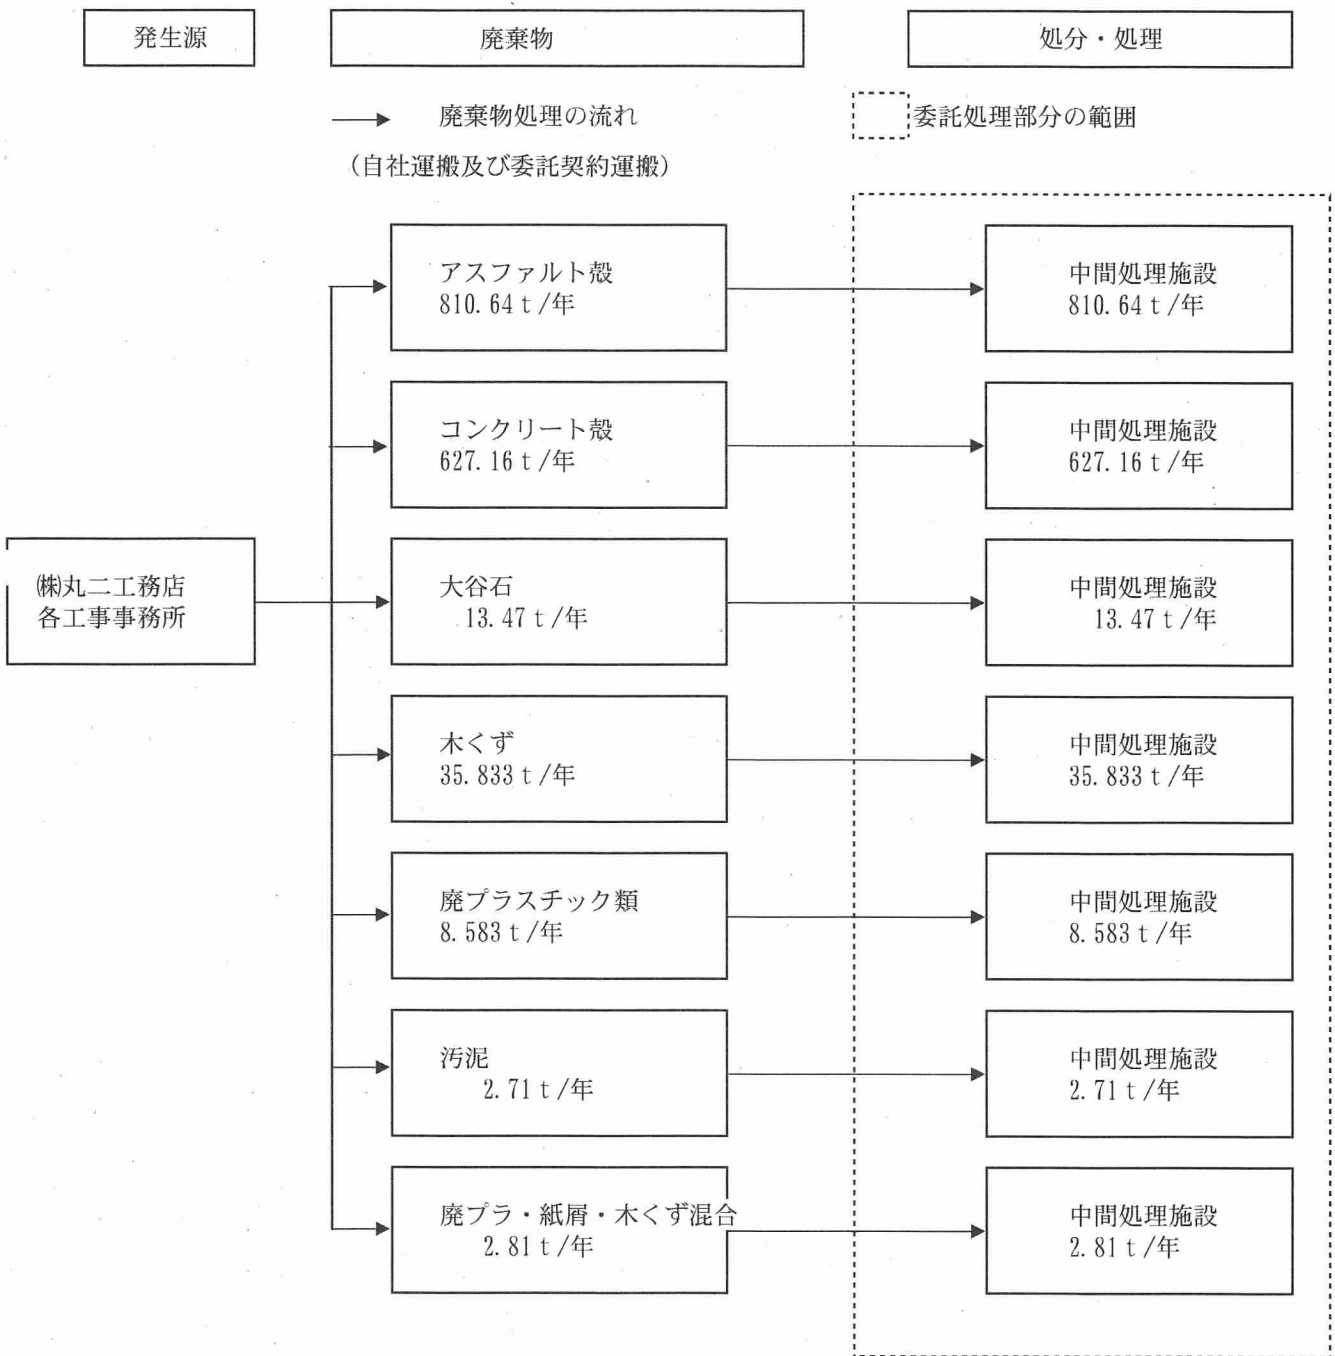 発生源
廃棄物
処分・処理
廃棄物処理の流れ
(自社運搬及び委託契約運搬)
委託処理部分の範囲
㈱丸二工務店
各工事事務所
アスファルト殻
810.64t/年
中間処理施設
810.64t/年
コンクリート殻
627.16t/年
中間処理施設
627.16t/年
大谷石
13.47t/年
中間処理施設
13.47t/年
木くず
35.833t/年
中間処理施設
35.833t/年
廃プラスチック類
8.583t/年
中間処理施設
8.583t/年
汚泥
2.71t/年
中間処理施設
2.71t/年
廃プラ・紙屑・木くず混合
2.81t/年
中間処理施設
2.81t/年